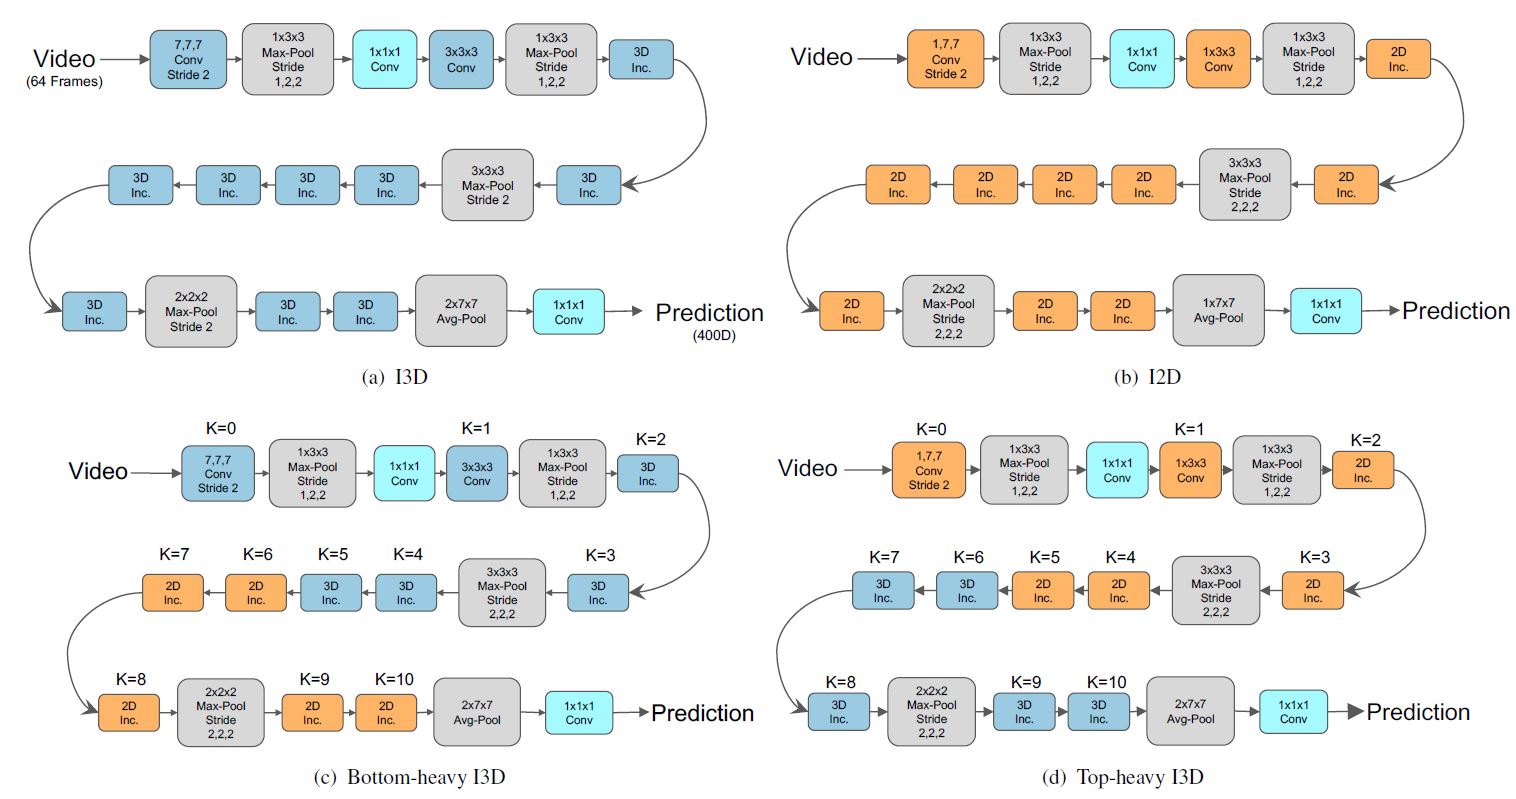 Video
(64 Frames)
7,7,7
Conv
Stride 2
1x3x3
Max-Pool
Stride
1,2,2
1x1x1
Conv
3x3x3
Conv
1x3x3
Max-Pool
Stride
1,2,2
3D
Inc.
3D
Inc.
3D
Inc.
3D
Inc.
3D
Inc.
3x3x3
Max-Pool
Stride 2
3D
Inc.
3D
Inc.
2x2x2
Max-Pool
Stride 2
3D
Inc.
3D
Inc.
2x7x7
Avg-Pool
1x1x1
Conv
Prediction
(400D)
(a) I3D
Video
1,7,7
Conv
Stride 2
1x3x3
Max-Pool
Stride
1,2,2
1x1x1
Conv
1x3x3
Conv
1x3x3
Max-Pool
Stride
1,2,2
2D
Inc.
2D
Inc.
2D
Inc.
2D
Inc.
2D
Inc.
3x3x3
Max-Pool
Stride
2,2,2
2D
Inc.
2D
Inc.
2x2x2
Max-Pool
Stride
2,2,2
2D
Inc.
2D
Inc.
1x7x7
Avg-Pool
1x1x1
Conv
Prediction
(b) I2D
K=0
K=1
K=2
Video
7,7,7
Conv
Stride 2
1x3x3
Max-Pool
Stride
1,2,2
1x1x1
Conv
3x3x3
Conv
1x3x3
Max-Pool
Stride
1,2,2
3D
Inc.
K=7
K=6
K=5
K=4
K=3
2D
Inc.
2D
Inc.
3D
Inc.
3D
Inc.
3x3x3
Max-Pool
Stride
2,2,2
3D
Inc.
K=8
K=9
K=10
2D
Inc.
2x2x2
Max-Pool
Stride
2,2,2
2D
Inc.
2D
Inc.
2x7x7
Avg-Pool
1x1x1
Conv
Prediction
(c) Bottom-heavy I3D
K=0
K=1
K=2
Video
1,7,7
Conv
Stride 2
1x3x3
Max-Pool
Stride
1,2,2
1x1x1
Conv
1x3x3
Conv
1x3x3
Max-Pool
Stride
1,2,2
2D
Inc.
K=7
K=6
K=5
K=4
K=3
3D
Inc.
3D
Inc.
2D
Inc.
2D
Inc.
3x3x3
Max-Pool
Stride
2,2,2
2D
Inc.
K=8
K=9
K=10
3D
Inc.
2x2x2
Max-Pool
Stride
2,2,2
3D
Inc.
3D
Inc.
2x7x7
Avg-Pool
1x1x1
Conv
Prediction
(d) Top-heavy I3D